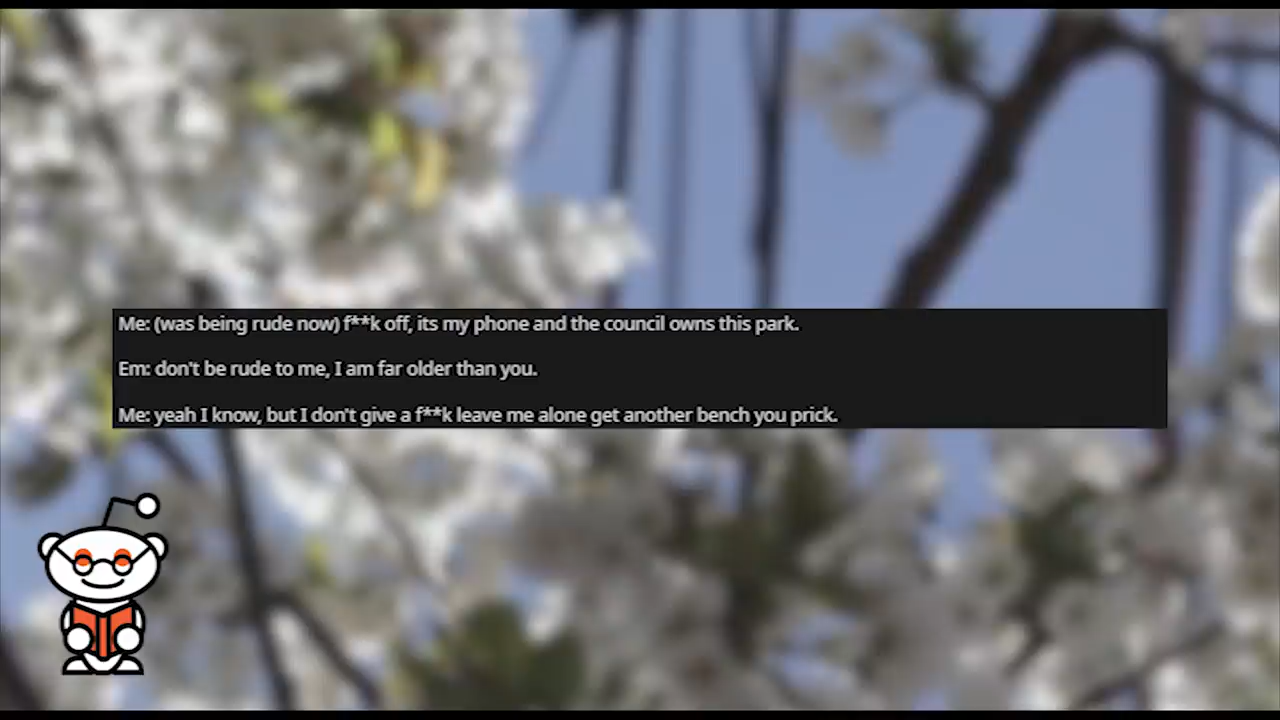 Me: (was being rude now) f**k off, its my phone and the council owns this park.
Em: don't be rude to me, I am far older than you.
Me: yeah I know, but I don't give a f**k leave me alone get another bench you prick.